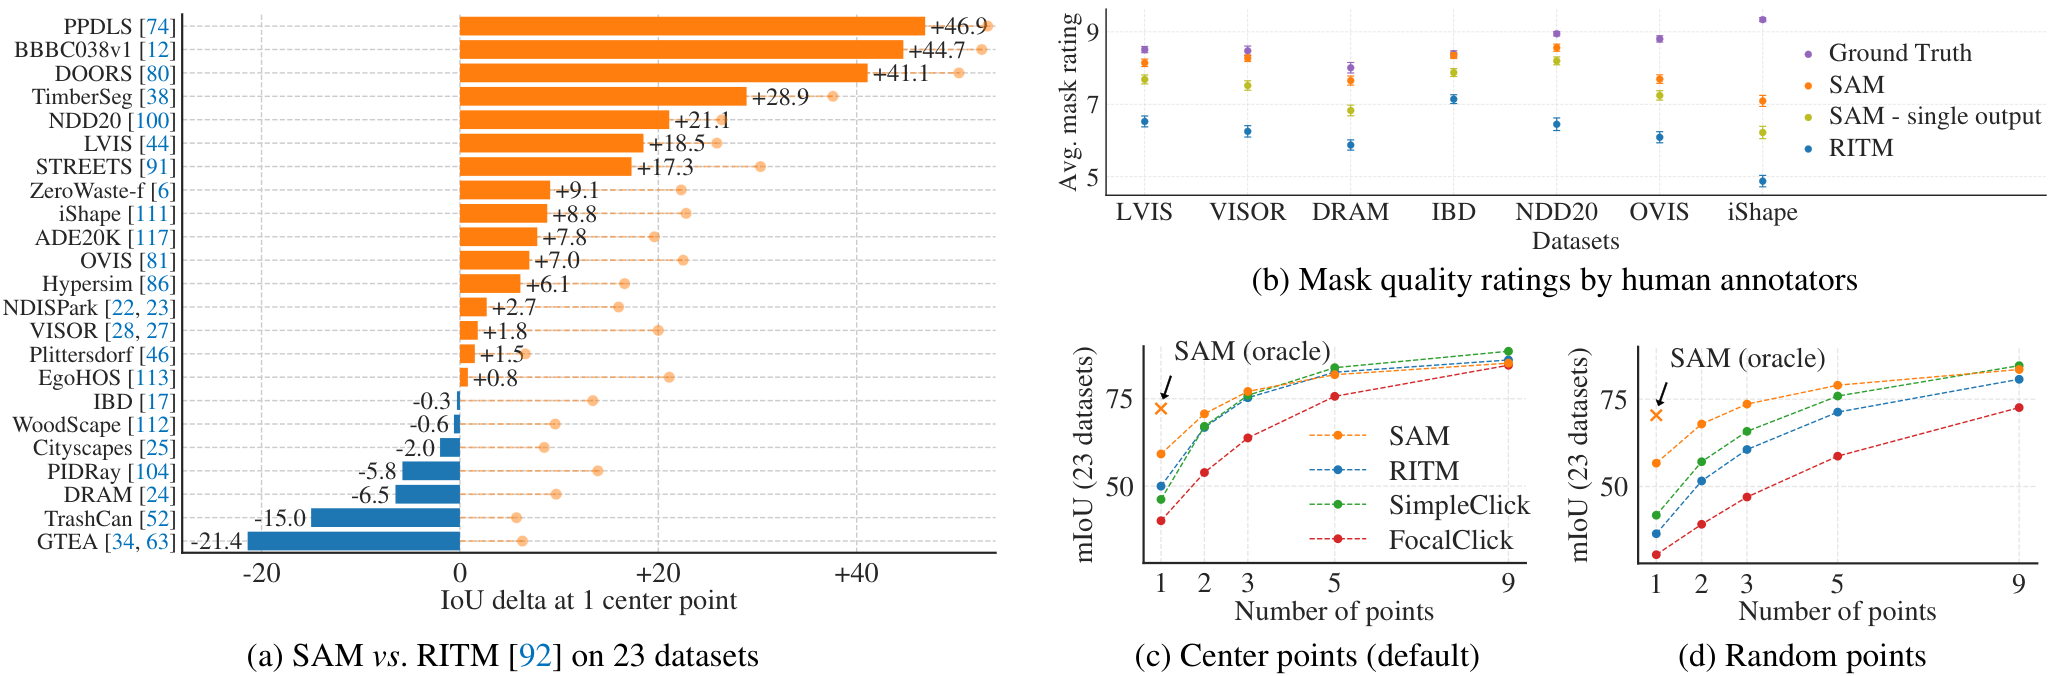 PPDLS [74]
+46.9
BBBC038v1 [12]
+44.7
DOORS [80]
+41.1
TimberSeg [38]
+28.9
NDD20 [100]
+21.1
LVIS [44]
+18.5
STREETS [91]
+17.3
ZeroWaste-f [6]
+9.1
iShape [111]
+8.8
ADE20K [117]
+7.8
OVIS [81]
+7.0
Hypersim [86]
+6.1
NDISPark [22, 23]
+2.7
VISOR [28, 27]
+1.8
Plittersdorf [46]
+1.5
EgoHOS [113]
+0.8
IBD [17]
-0.3
WoodScape [112]
-0.6
Cityscapes [25]
-2.0
PIDRay [104]
-5.8
DRAM [24]
-6.5
TrashCan [52]
-15.0
GTEA [34, 63]
-21.4
-20 0 +20 +40
IoU delta at 1 center point
(a) SAM vs. RITM [92] on 23 datasets
Avg. mask rating
9
7
5
Ground Truth
SAM
SAM - single output
RITM
LVIS VISOR DRAM IBD NDD20 OVIS iShape
Datasets
(b) Mask quality ratings by human annotators
mIoU (23 datasets)
75
50
SAM (oracle)
SAM
RITM
SimpleClick
FocalClick
1 2 3 5 9
Number of points
(c) Center points (default)
mIoU (23 datasets)
75
50
SAM (oracle)
1 2 3 5 9
Number of points
(d) Random points